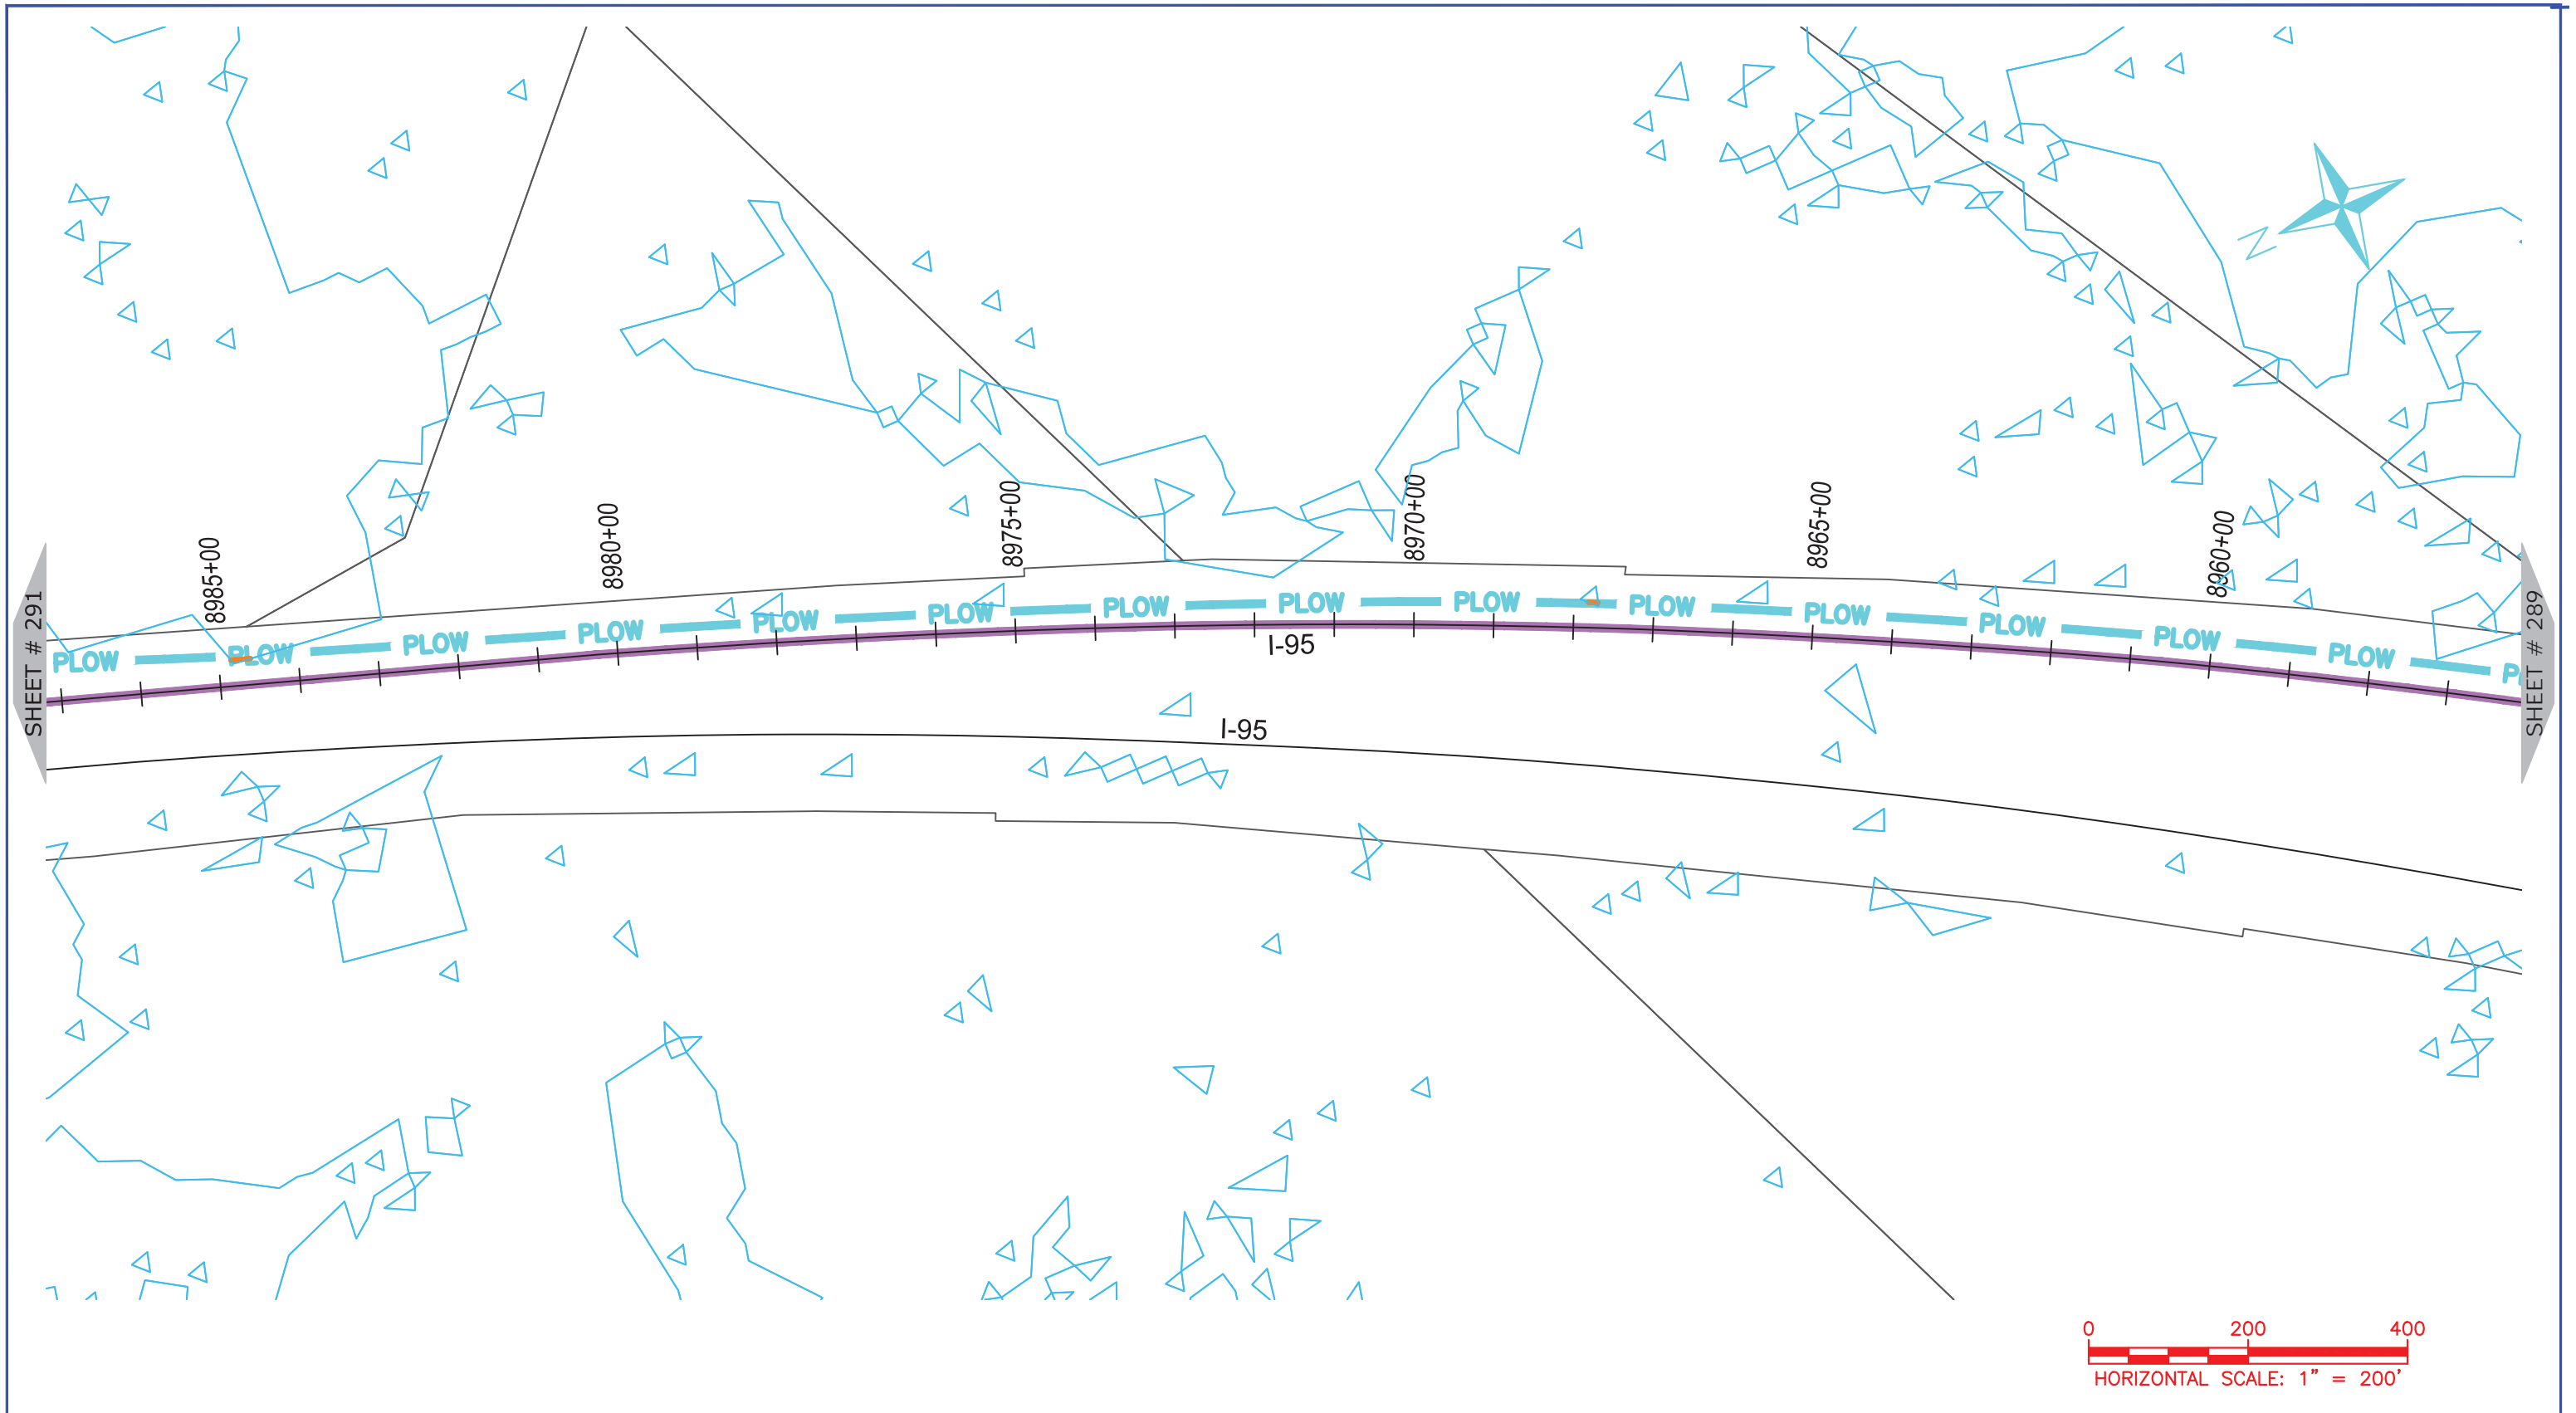 N
8985+00
8980+00
8975+00
8970+00
8965+00
8960+00
SHEET # 291
SHEET # 289
PLOW PLOW PLOW PLOW PLOW PLOW PLOW PLOW PLOW PLOW PLOW PLOW PLOW PLOW P
I-95
I-95
0 200 400
HORIZONTAL SCALE: 1" = 200'